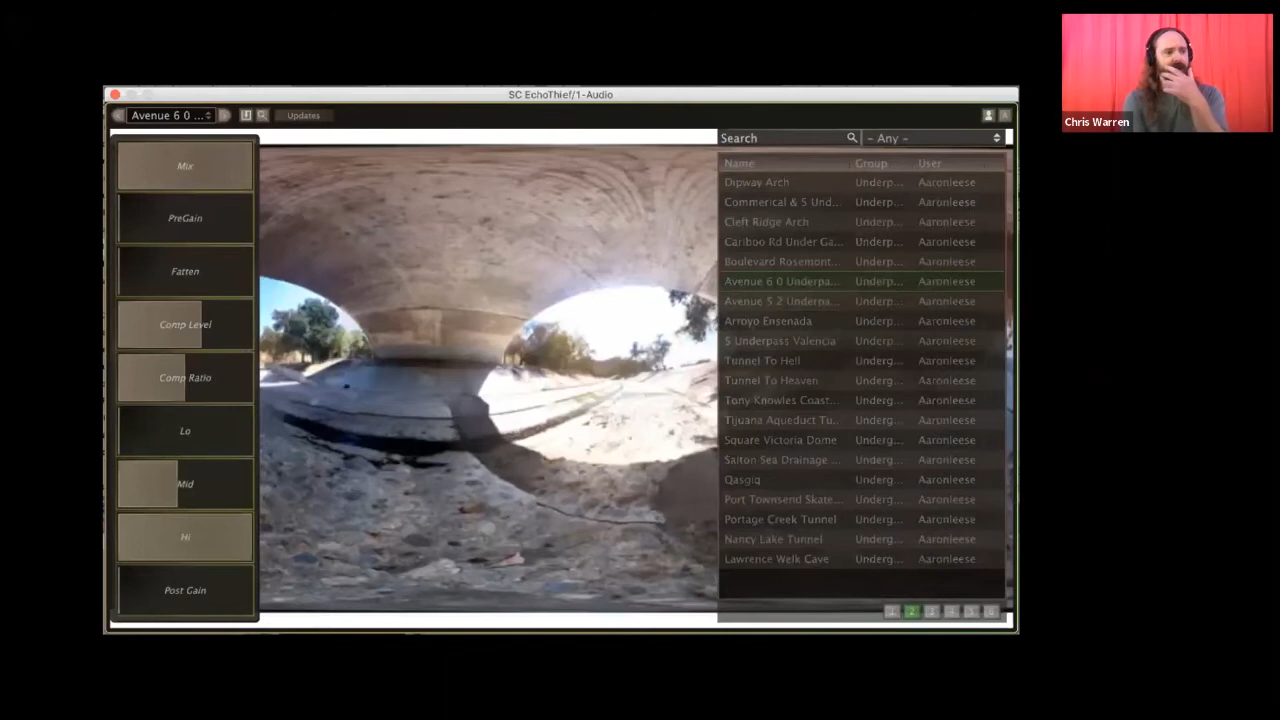 SC EchoThief/1-Audio
Avenue 6 0 ...
Updates
Mix
PreGain
Fatten
Comp Level
Comp Ratio
Lo
Mid
Hi
Post Gain
Search
- Any -
Name Group User
Dipway Arch Underp... Aaronleese
Commerical & 5 Und... Underp... Aaronleese
Cleft Ridge Arch Underp... Aaronleese
Cariboo Rd Under Ga... Underp... Aaronleese
Boulevard Rosemont... Underp... Aaronleese
Avenue 6 0 Underpa... Underp... Aaronleese
Avenue 5 2 Underpa... Underp... Aaronleese
Arroyo Ensenada Underp... Aaronleese
5 Underpass Valencia Underp... Aaronleese
Tunnel To Hell Underg... Aaronleese
Tunnel To Heaven Underg... Aaronleese
Tony Knowles Coast... Underg... Aaronleese
Tijuana Aqueduct Tu... Underg... Aaronleese
Square Victoria Dome Underg... Aaronleese
Salton Sea Drainage ... Underg... Aaronleese
Qasgiq Underg... Aaronleese
Port Townsend Skate... Underg... Aaronleese
Portage Creek Tunnel Underg... Aaronleese
Nancy Lake Tunnel Underg... Aaronleese
Lawrence Welk Cave Underg... Aaronleese
1 2 3 4 5 6
Chris Warren